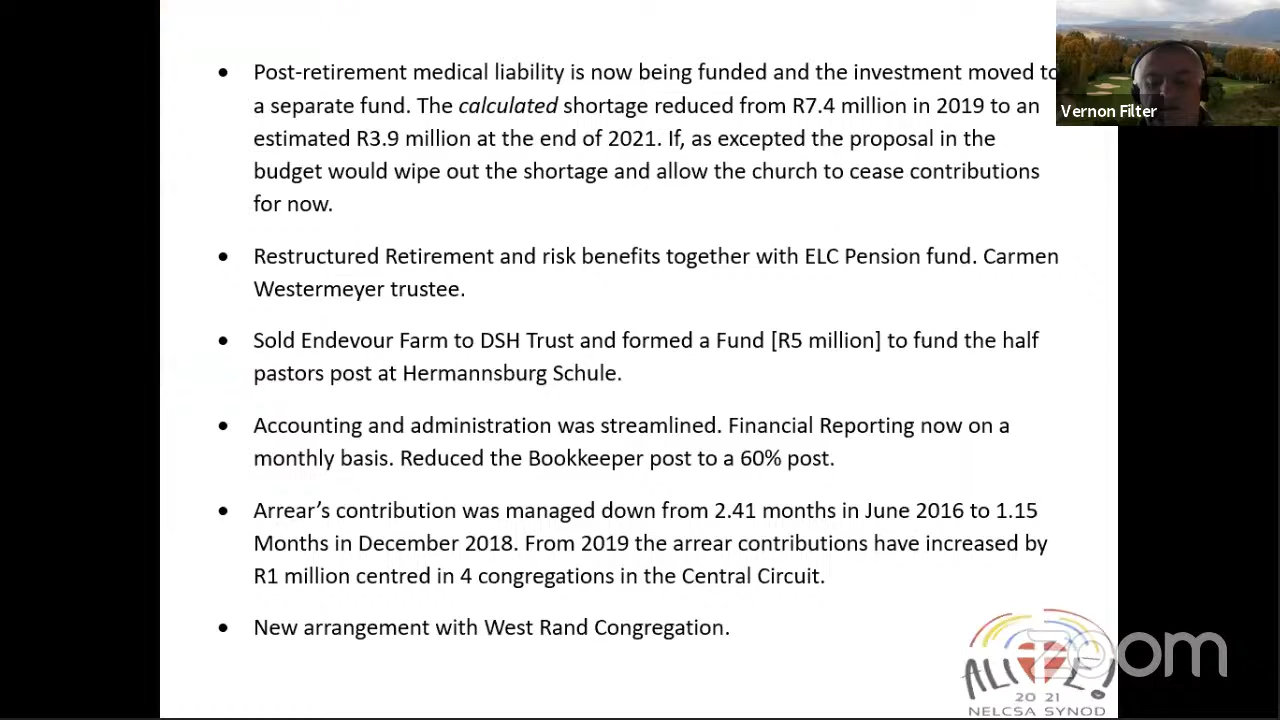 Post-retirement medical liability is now being funded and the investment moved to
a separate fund. The calculated shortage reduced from R7.4 million in 2019 to an
estimated R3.9 million at the end of 2021. If, as excepted the proposal in the
budget would wipe out the shortage and allow the church to cease contributions
for now.
Restructured Retirement and risk benefits together with ELC Pension fund. Carmen
Westermeyer trustee.
Sold Endevour Farm to DSH Trust and formed a Fund [R5 million] to fund the half
pastors post at Hermannsburg Schule.
Accounting and administration was streamlined. Financial Reporting now on a
monthly basis. Reduced the Bookkeeper post to a 60% post.
Arrear’s contribution was managed down from 2.41 months in June 2016 to 1.15
Months in December 2018. From 2019 the arrear contributions have increased by
R1 million centred in 4 congregations in the Central Circuit.
New arrangement with West Rand Congregation.
Vernon Filter
zoom
ALIVE!
20 21
NELCSA SYNOD